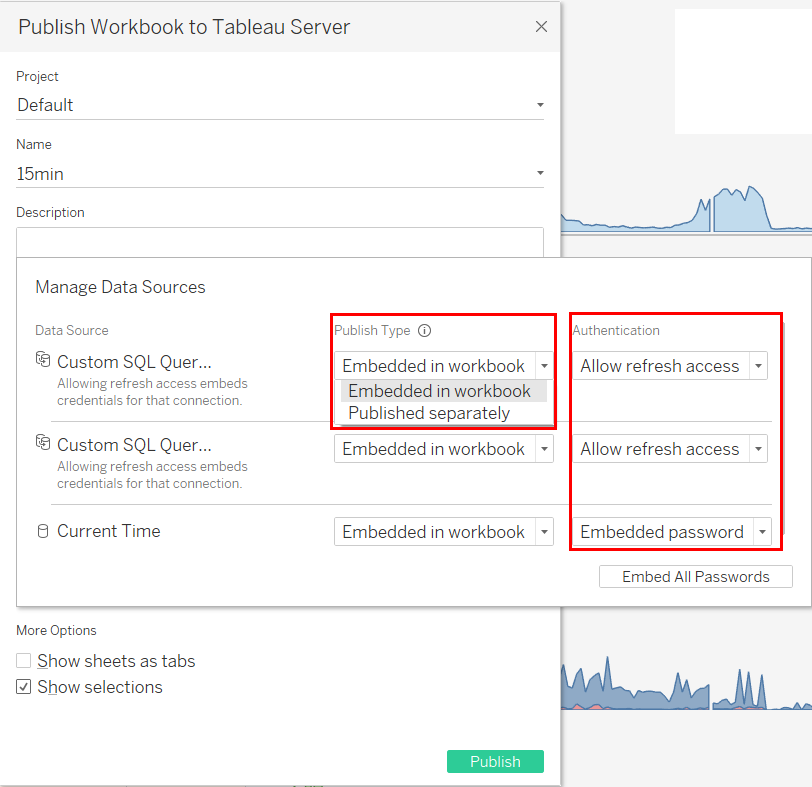 Publish Workbook to Tableau Server
Project
Default
Name
15min
Description
Manage Data Sources
Data Source
Publish Type
Authentication
Custom SQL Quer...
Embedded in workbook
Allow refresh access
Allowing refresh access embeds
credentials for that connection.
Embedded in workbook
Published separately
Custom SQL Quer...
Embedded in workbook
Allow refresh access
Allowing refresh access embeds
credentials for that connection.
Current Time
Embedded in workbook
Embedded password
Embed All Passwords
More Options
Show sheets as tabs
Show selections
Publish